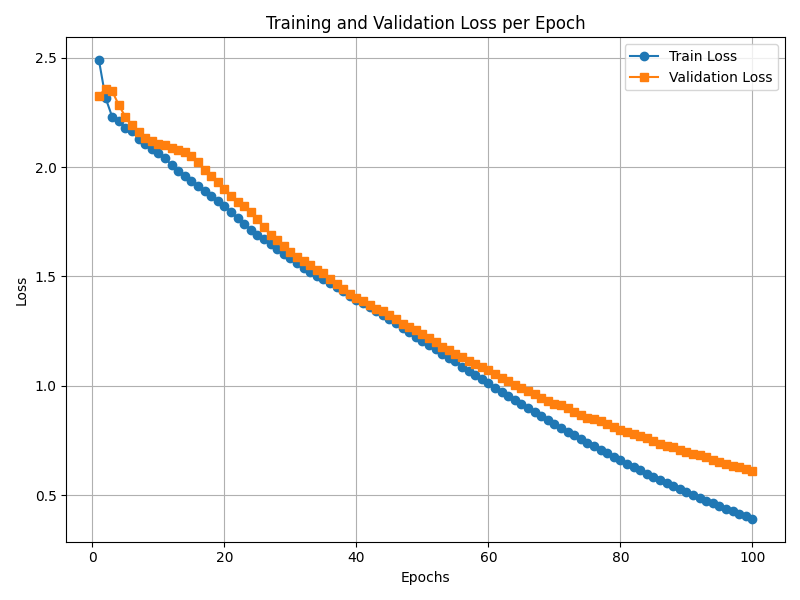 Training and Validation Loss per Epoch
Train Loss
Validation Loss
2.5
2.0
1.5
1.0
0.5
Loss
0 20 40 60 80 100
Epochs